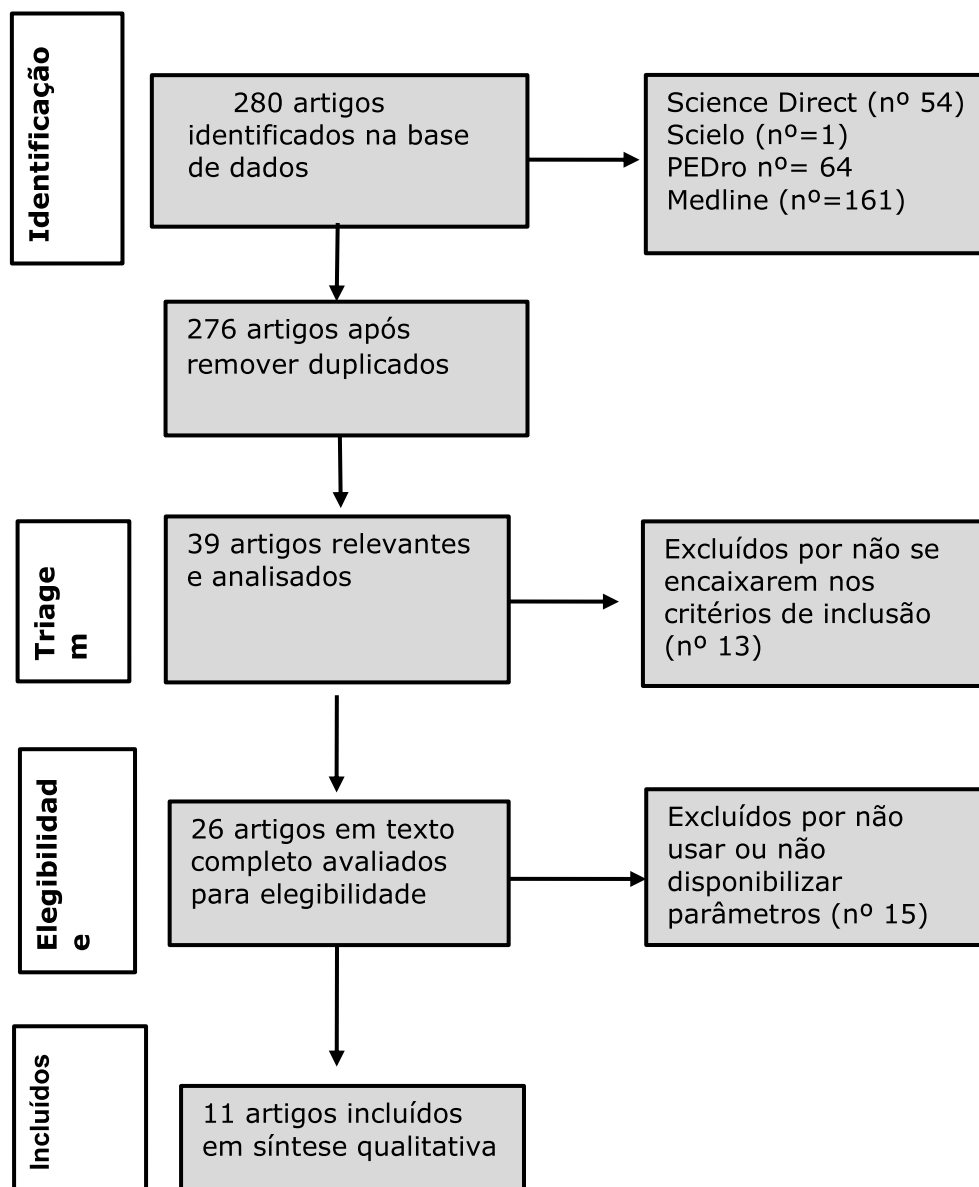 Identificação
280 artigos
identificados na base
de dados
Science Direct (nº 54)
Scielo (nº=1)
PEDro nº= 64
Medline (nº=161)
276 artigos após
remover duplicados
Triage
m
39 artigos relevantes
e analisados
Excluídos por não se
encaixarem nos
critérios de inclusão
(nº 13)
Elegibilidad
e
26 artigos em texto
completo avaliados
para elegibilidade
Excluídos por não
usar ou não
disponibilizar
parâmetros (nº 15)
Incluídos
11 artigos incluídos
em síntese qualitativa